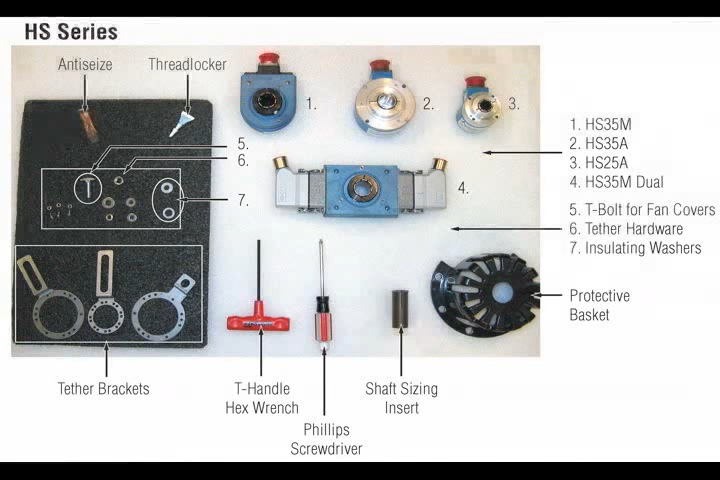 HS Series
Antiseize
Threadlocker
1.
2.
3.
5.
6.
7.
4.
1. HS35M
2. HS35A
3. HS25A
4. HS35M Dual
5. T-Bolt for Fan Covers
6. Tether Hardware
7. Insulating Washers
Protective
Basket
Tether Brackets
T-Handle
Hex Wrench
Phillips
Screwdriver
Shaft Sizing
Insert